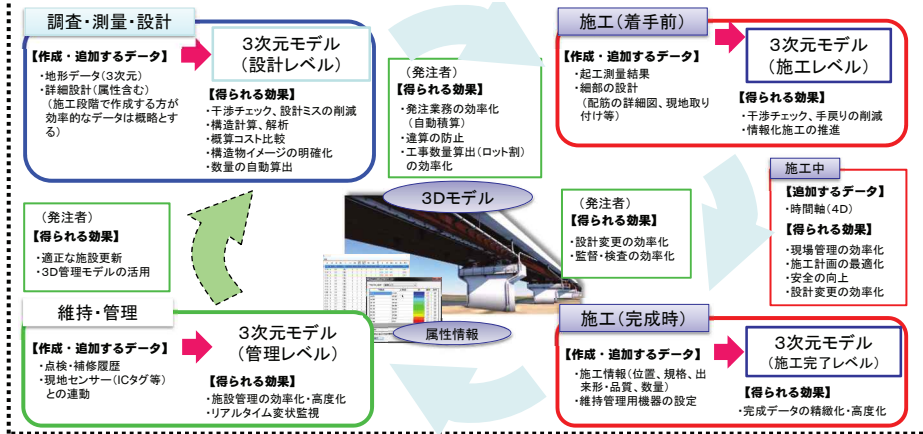 調査・測量・設計
【作成・追加するデータ】
・地形データ(3次元)
・詳細設計(属性含む)
(施工段階で作成する方が
効率的なデータは概略とす
る)
3次元モデル
(設計レベル)
【得られる効果】
・干渉チェック、設計ミスの削減
・構造計算、解析
・概算コスト比較
・構造物イメージの明確化
・数量の自動算出
(発注者)
【得られる効果】
・発注業務の効率化
(自動積算)
・違算の防止
・工事数量算出(ロット割)
の効率化
施工(着手前)
【作成・追加するデータ】
・起工測量結果
・細部の設計
(配筋の詳細図、現地取り
付け等)
3次元モデル
(施工レベル)
【得られる効果】
・干渉チェック、手戻りの削減
・情報化施工の推進
施工中
【追加するデータ】
・時間軸(4D)
【得られる効果】
・現場管理の効率化
・施工計画の最適化
・安全の向上
・設計変更の効率化
3Dモデル
属性情報
(発注者)
【得られる効果】
・設計変更の効率化
・監督・検査の効率化
(発注者)
【得られる効果】
・適正な施設更新
・3D管理モデルの活用
維持・管理
【作成・追加するデータ】
・点検・補修履歴
・現地センサー(ICタグ等)
との連動
3次元モデル
(管理レベル)
【得られる効果】
・施設管理の効率化・高度化
・リアルタイム変状監視
施工(完成時)
【作成・追加するデータ】
・施工情報(位置、規格、出
来形・品質、数量)
・維持管理用機器の設定
3次元モデル
(施工完了レベル)
【得られる効果】
・完成データの精緻化・高度化